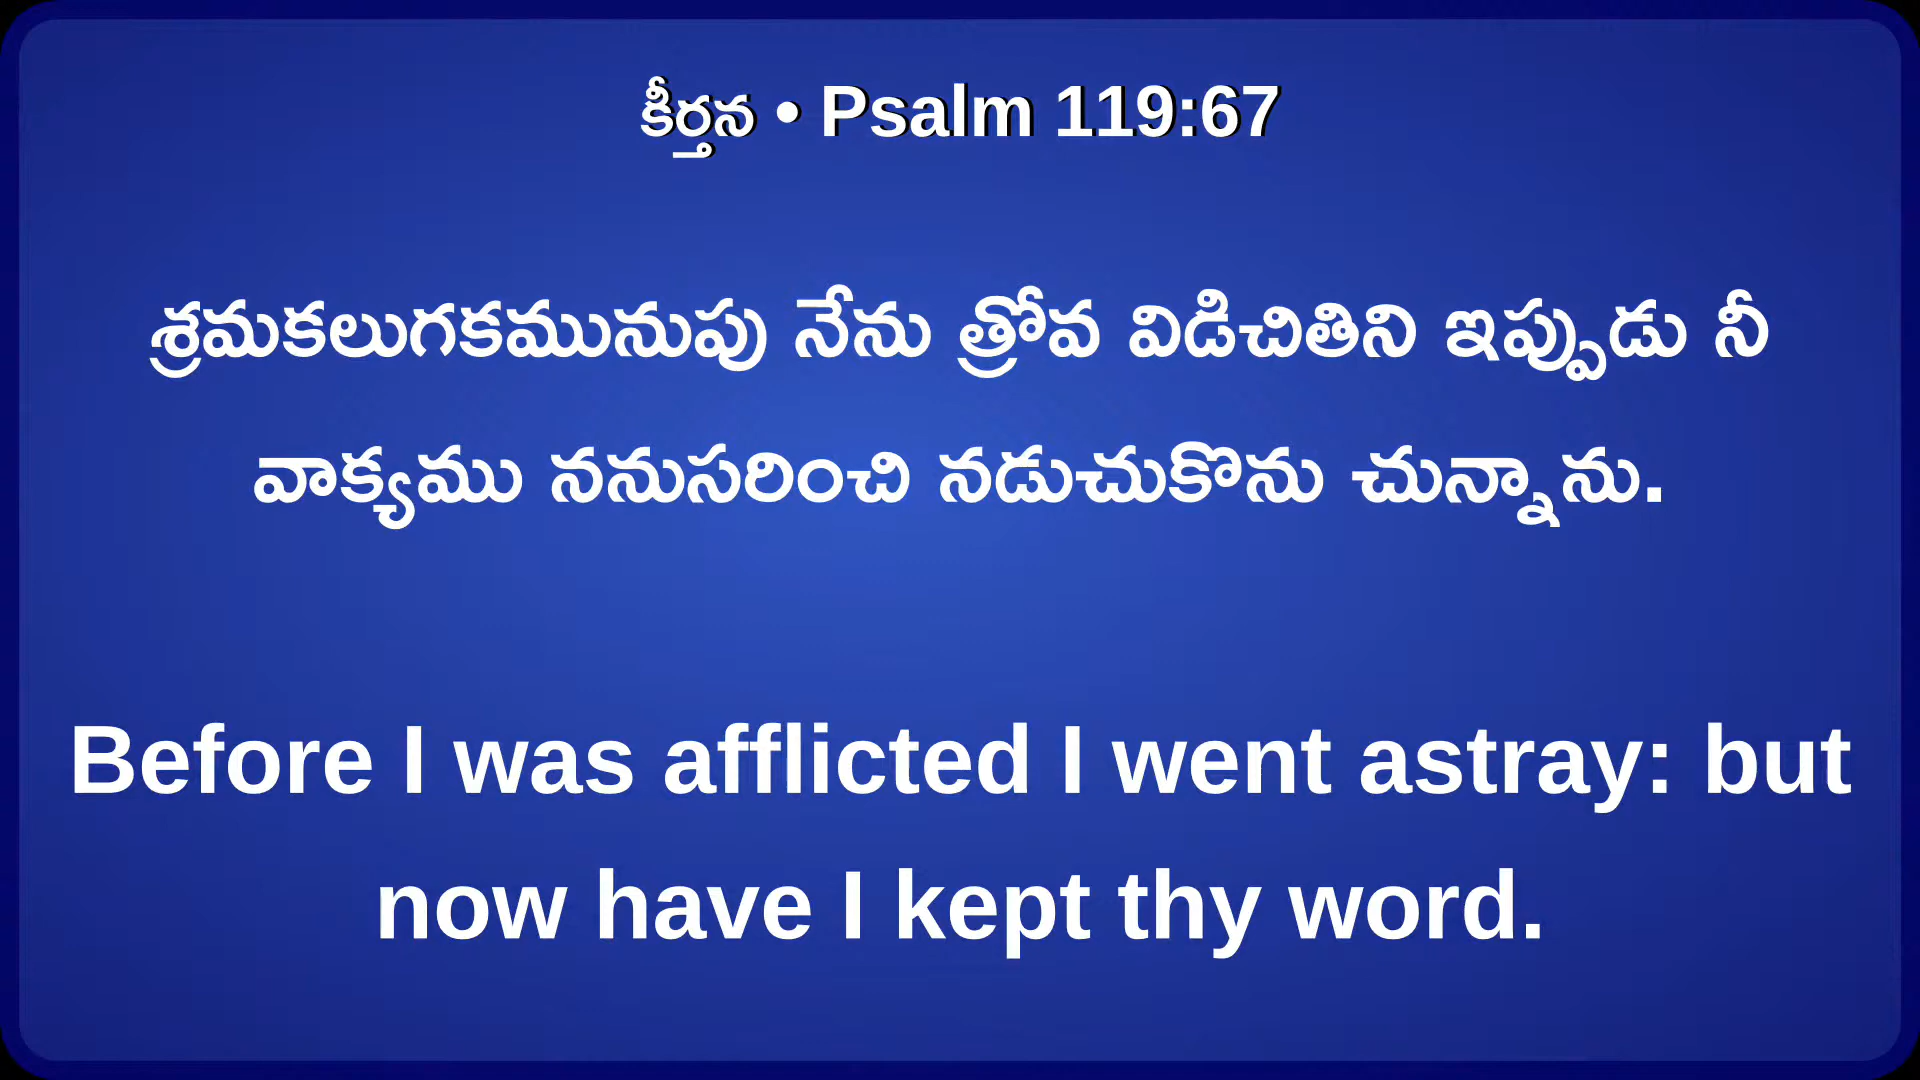 కీర్తన • Psalm 119:67
శ్రమకలుగకమునుపు నేను త్రోవ విడిచితిని ఇప్పుడు నీ
వాక్యము ననుసరించి నడుచుకొను చున్నాను.
Before I was afflicted I went astray: but
now have I kept thy word.